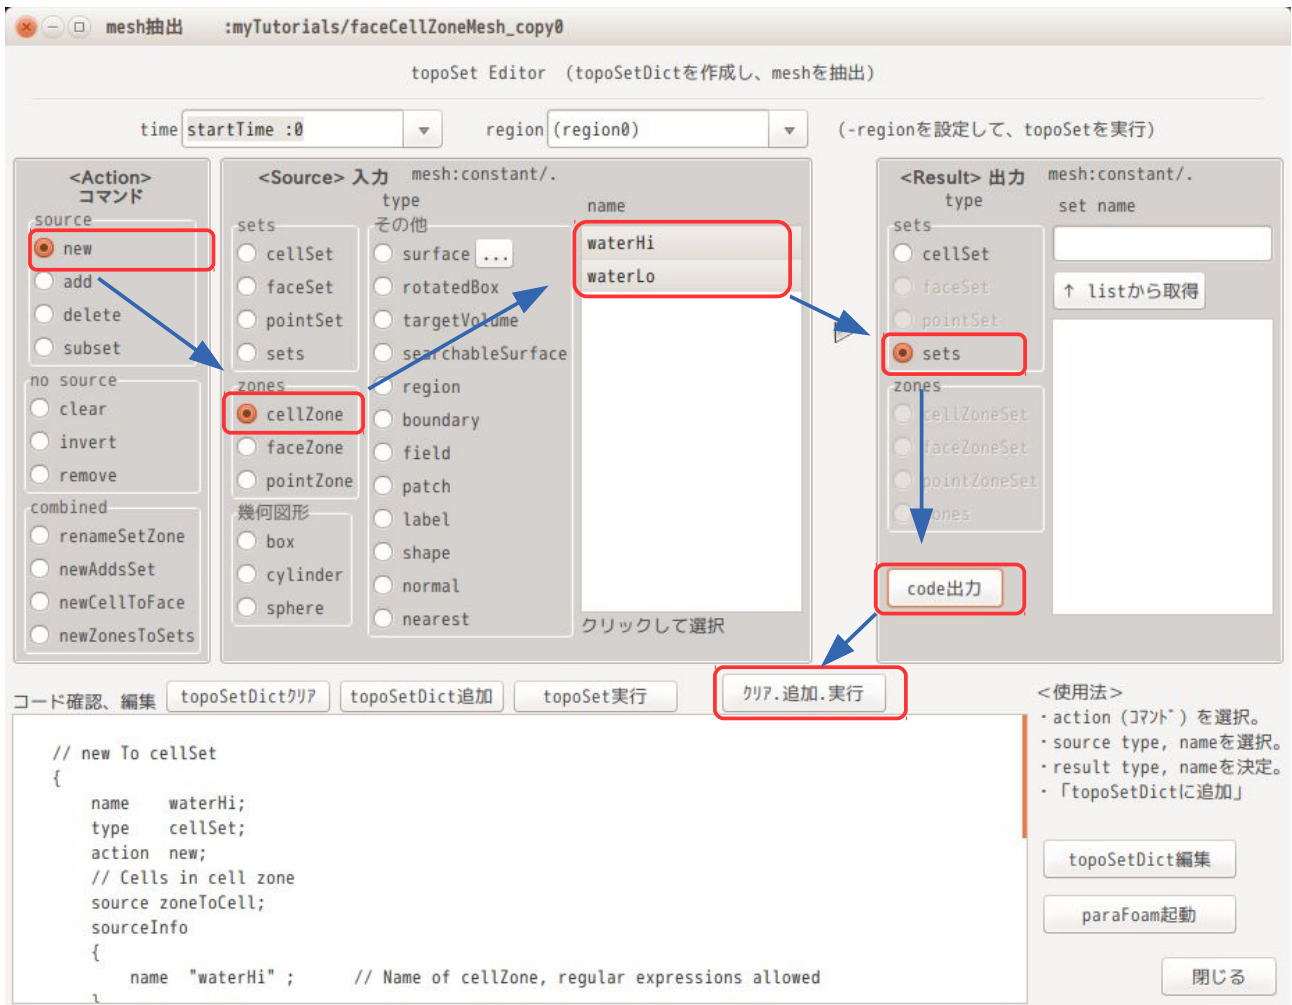 mesh抽出 :myTutorials/faceCellZoneMesh_copy0
topoSet Editor (topoSetDictを作成し、meshを抽出)
time startTime :0 region (region0) (-regionを設定して、topoSetを実行)
<Action>
コマンド
source
new
add
delete
subset
no source
clear
invert
remove
combined
renameSetZone
newAddsSet
newCellToFace
newZonesToSets
<Source> 入力 mesh:constant/.
type
sets
cellSet
faceSet
pointSet
sets
zones
cellZone
faceZone
pointZone
幾何図形
box
cylinder
sphere
その他
surface ...
rotatedBox
targetVolume
searchableSurface
region
boundary
field
patch
label
shape
normal
nearest
name
waterHi
waterLo
クリックして選択
<Result> 出力 mesh:constant/.
type
sets
cellSet
faceSet
pointSet
sets
zones
cellZoneSet
faceZoneSet
pointZoneSet
zones
code出力
set name
↑ listから取得
コード確認、編集 topoSetDictｸﾘｱ topoSetDict追加 topoSet実行 ｸﾘｱ.追加.実行
// new To cellSet
{
name waterHi;
type cellSet;
action new;
// Cells in cell zone
source zoneToCell;
sourceInfo
{
name "waterHi" ; // Name of cellZone, regular expressions allowed
}
<使用法>
・action (ｺﾏﾝﾄﾞ) を選択。
・source type, nameを選択。
・result type, nameを決定。
・「topoSetDictに追加」
topoSetDict編集
paraFoam起動
閉じる